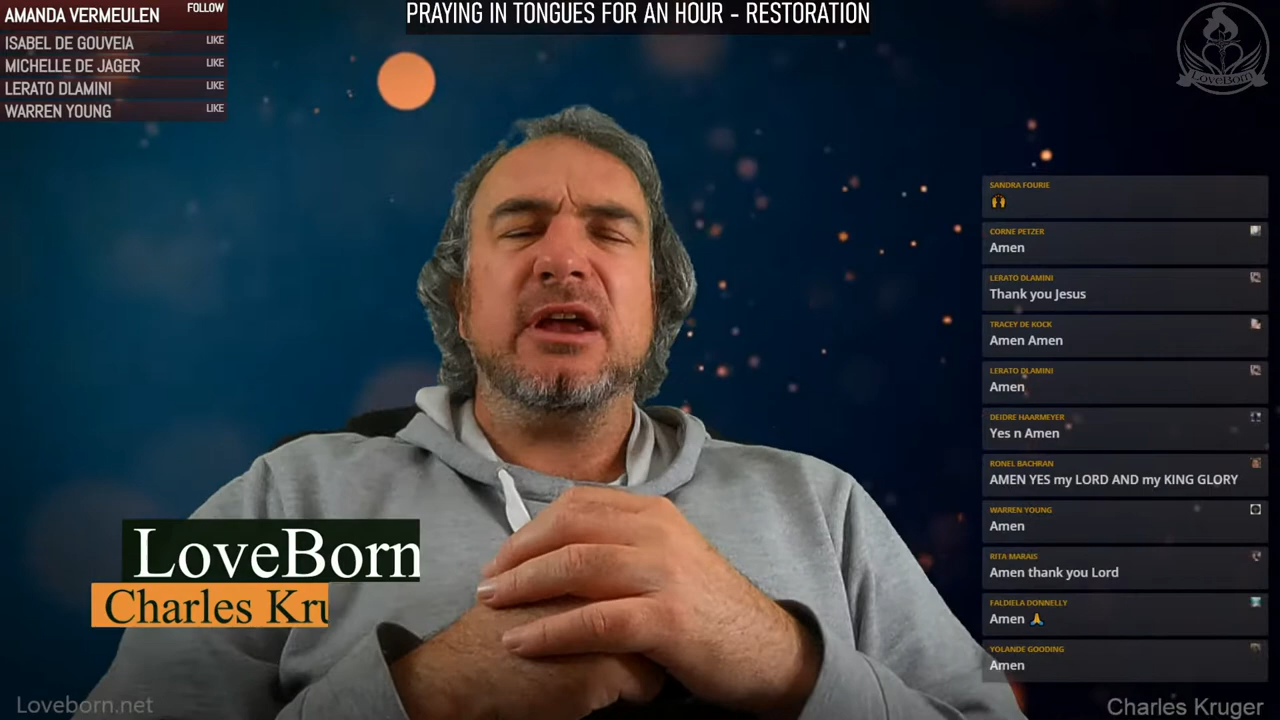 AMANDA VERMEULEN FOLLOW
ISABEL DE GOUVEIA LIKE
MICHELLE DE JAGER LIKE
LERATO DLAMINI LIKE
WARREN YOUNG LIKE
PRAYING IN TONGUES FOR AN HOUR - RESTORATION
LoveBorn
SANDRA FOURIE
CORNE PETZER
Amen
LERATO DLAMINI
Thank you Jesus
TRACEY DE KOCK
Amen Amen
LERATO DLAMINI
Amen
DEIDRE HAARMEYER
Yes n Amen
RONEL BACHRAN
AMEN YES my LORD AND my KING GLORY
WARREN YOUNG
Amen
RITA MARAIS
Amen thank you Lord
FALDIELA DONNELLY
Amen 🙏
YOLANDE GOODING
Amen
LoveBorn
Charles Kru
Loveborn.net
Charles Kruger